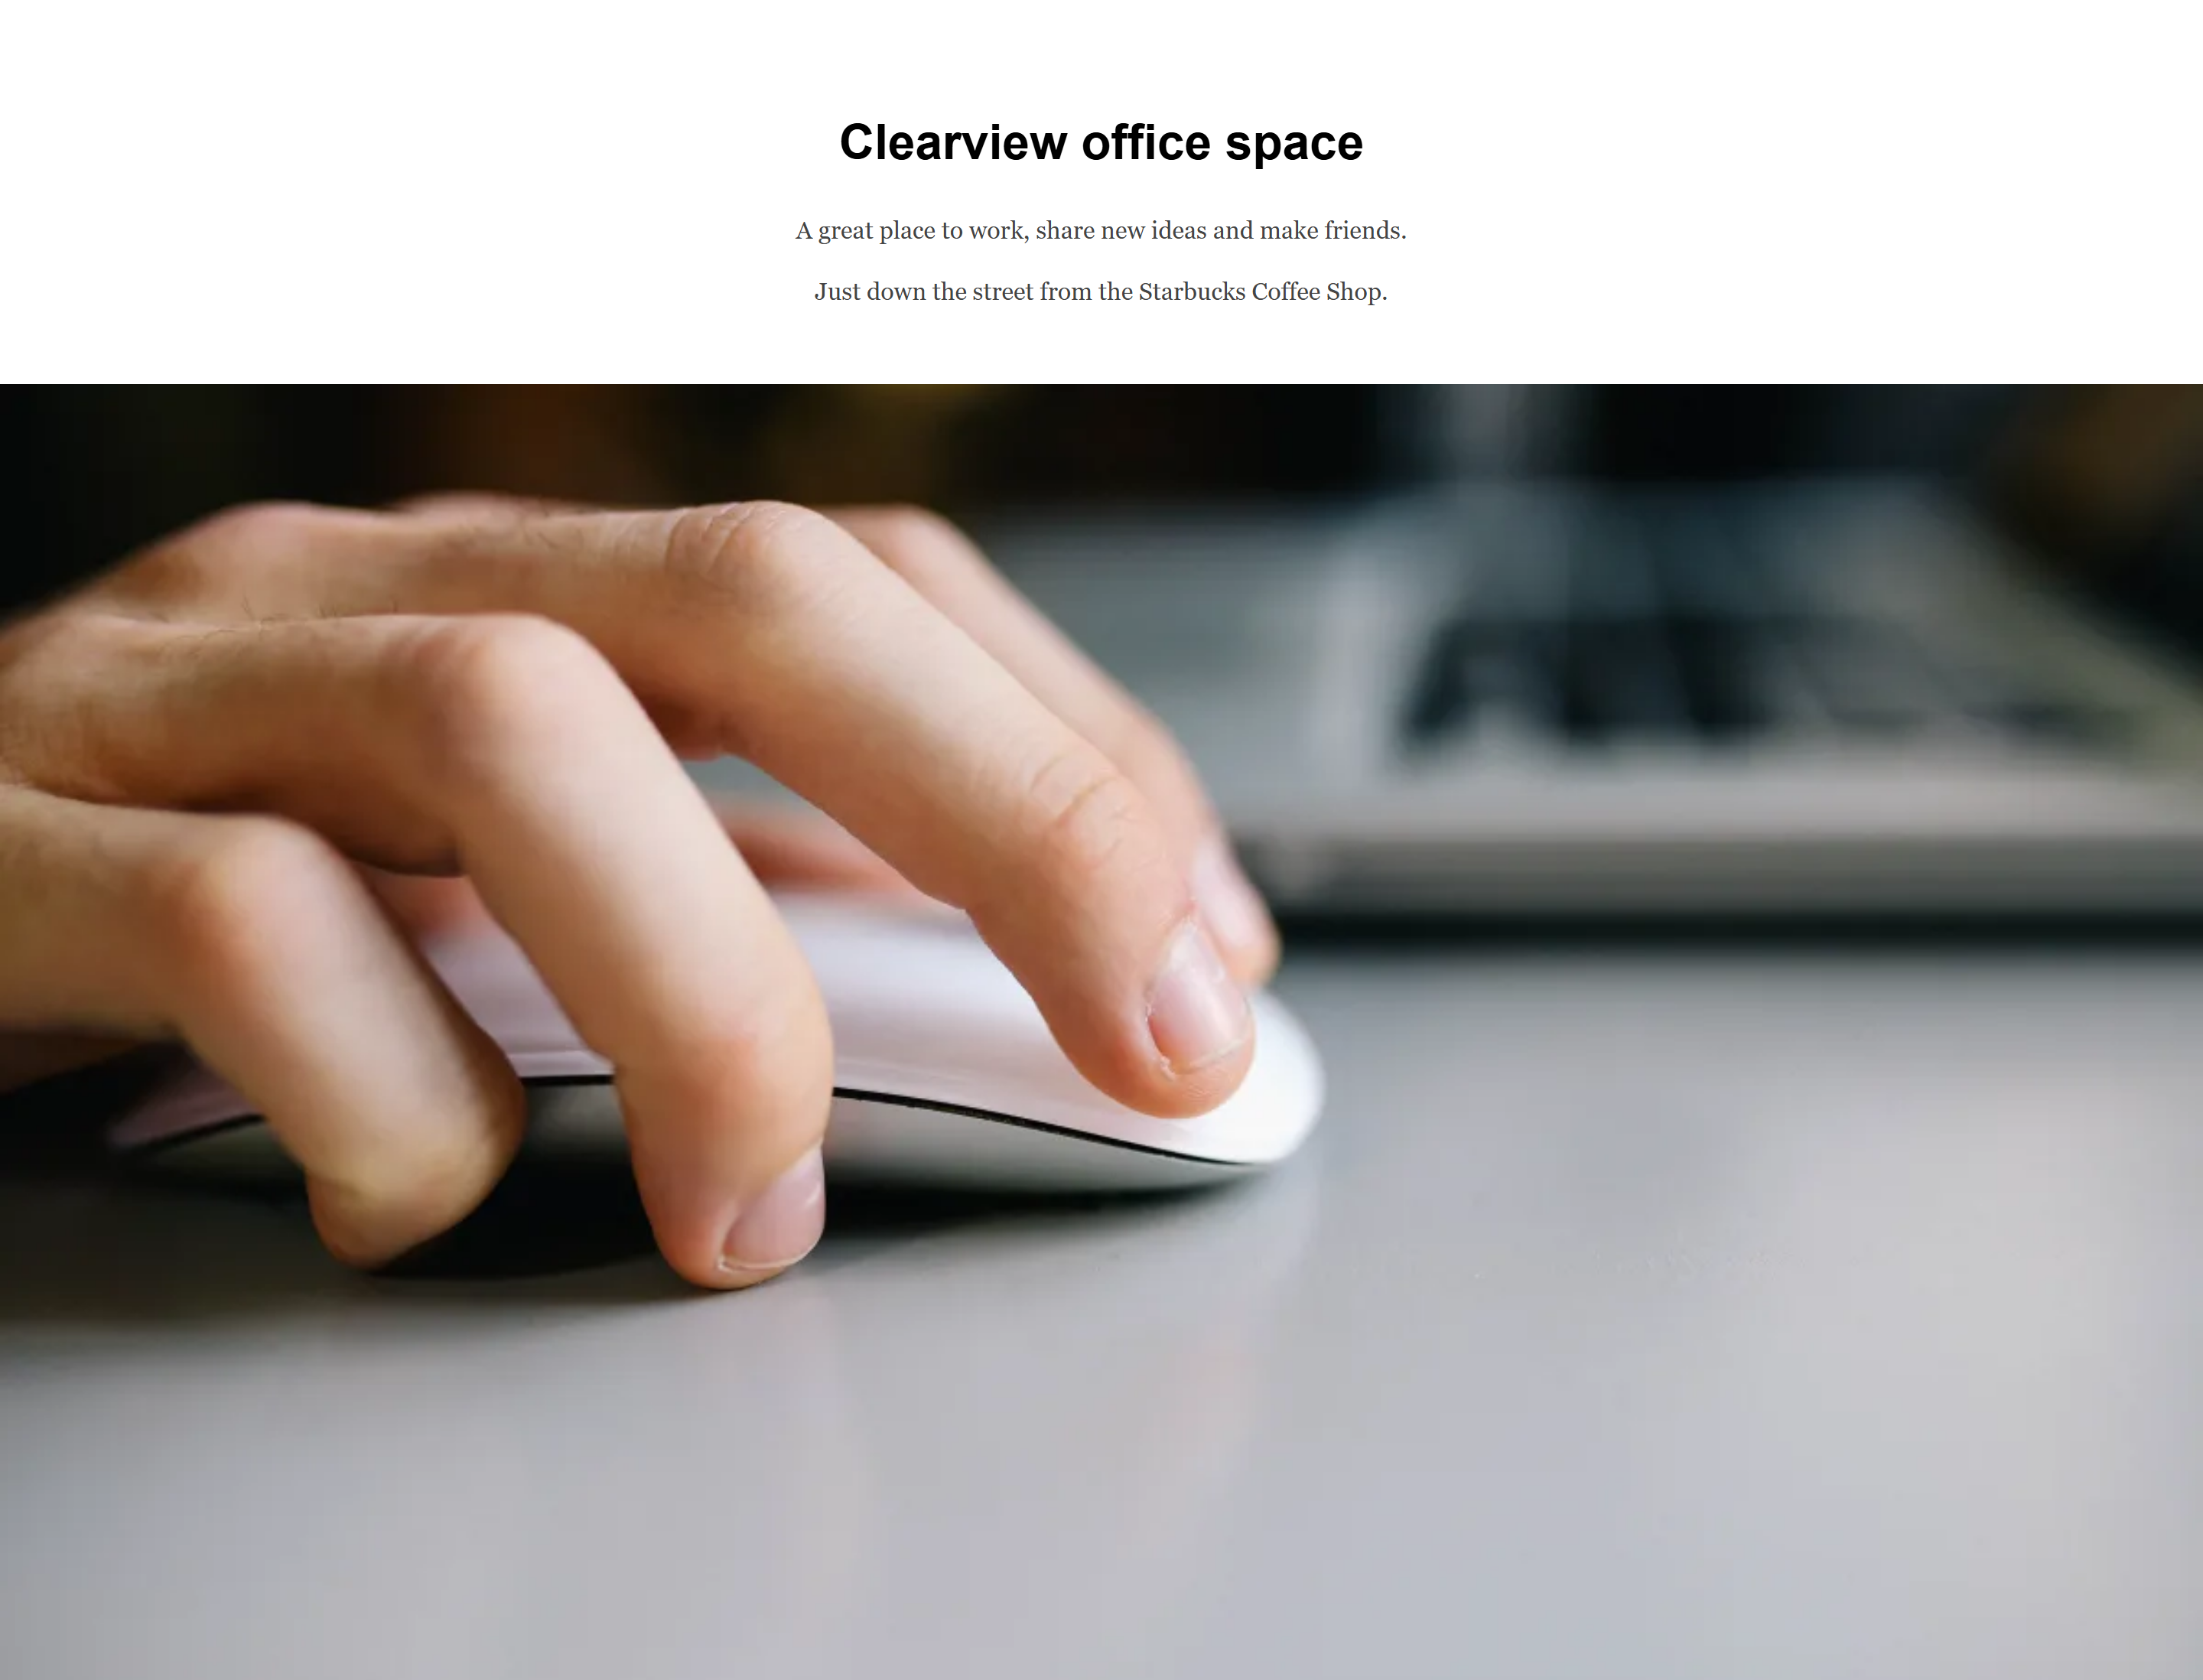 Clearview office space
A great place to work, share new ideas and make friends.
Just down the street from the Starbucks Coffee Shop.